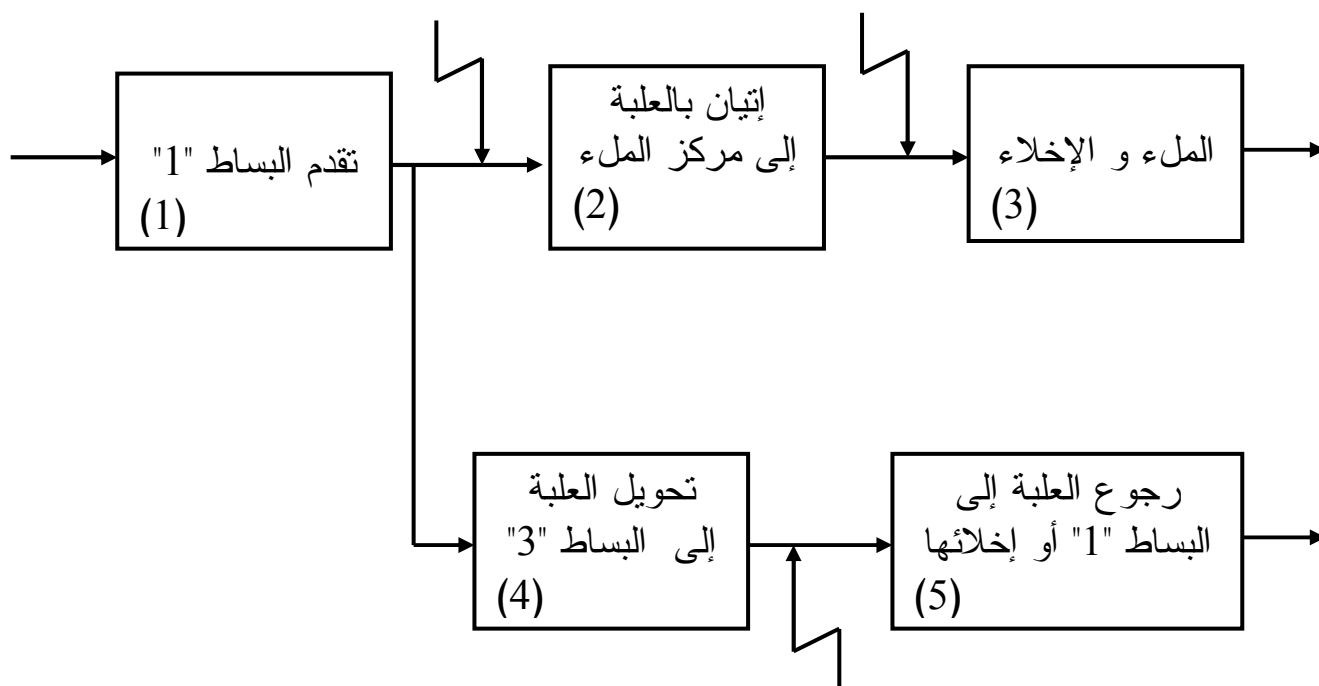 تقدم البساط "1"
(1)
إتيان بالعلبة
إلى مركز الملء
(2)
الملء و الإخلاء
(3)
تحويل العلبة
إلى البساط "3"
(4)
رجوع العلبة إلى
البساط "1" أو إخلائها
(5)